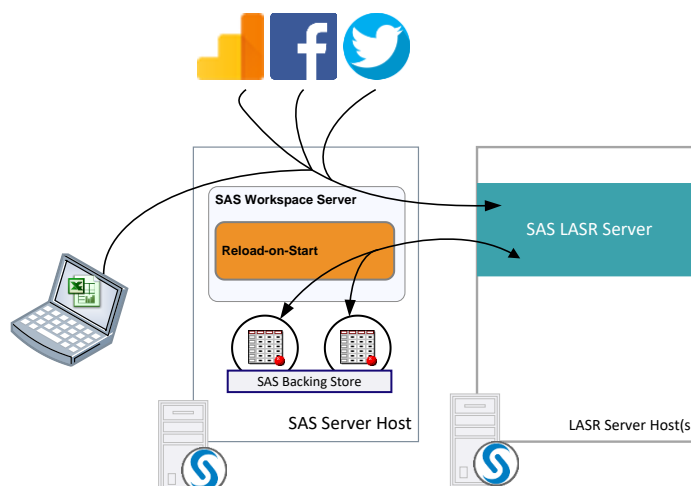 SAS Workspace Server
Reload-on-Start
SAS LASR Server
SAS Backing Store
SAS Server Host
LASR Server Host(s